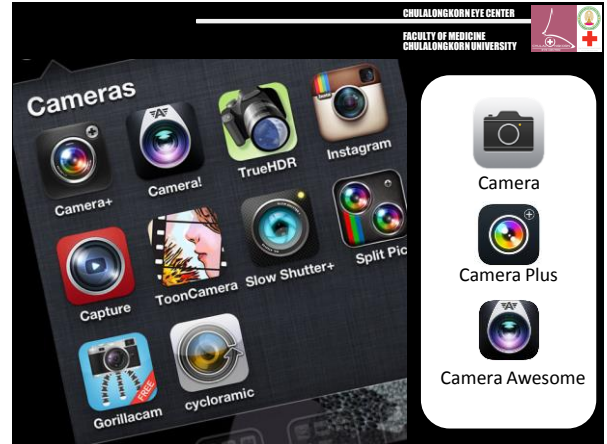 CHULALONGKORN EYE CENTER
FACULTY OF MEDICINE
CHULALONGKORN UNIVERSITY
Cameras
Camera+
Camera!
TrueHDR
Instagram
Capture
ToonCamera
Slow Shutter+
Split Pic
Gorillacam
cycloramic
FREE
Camera
Camera Plus
Camera Awesome